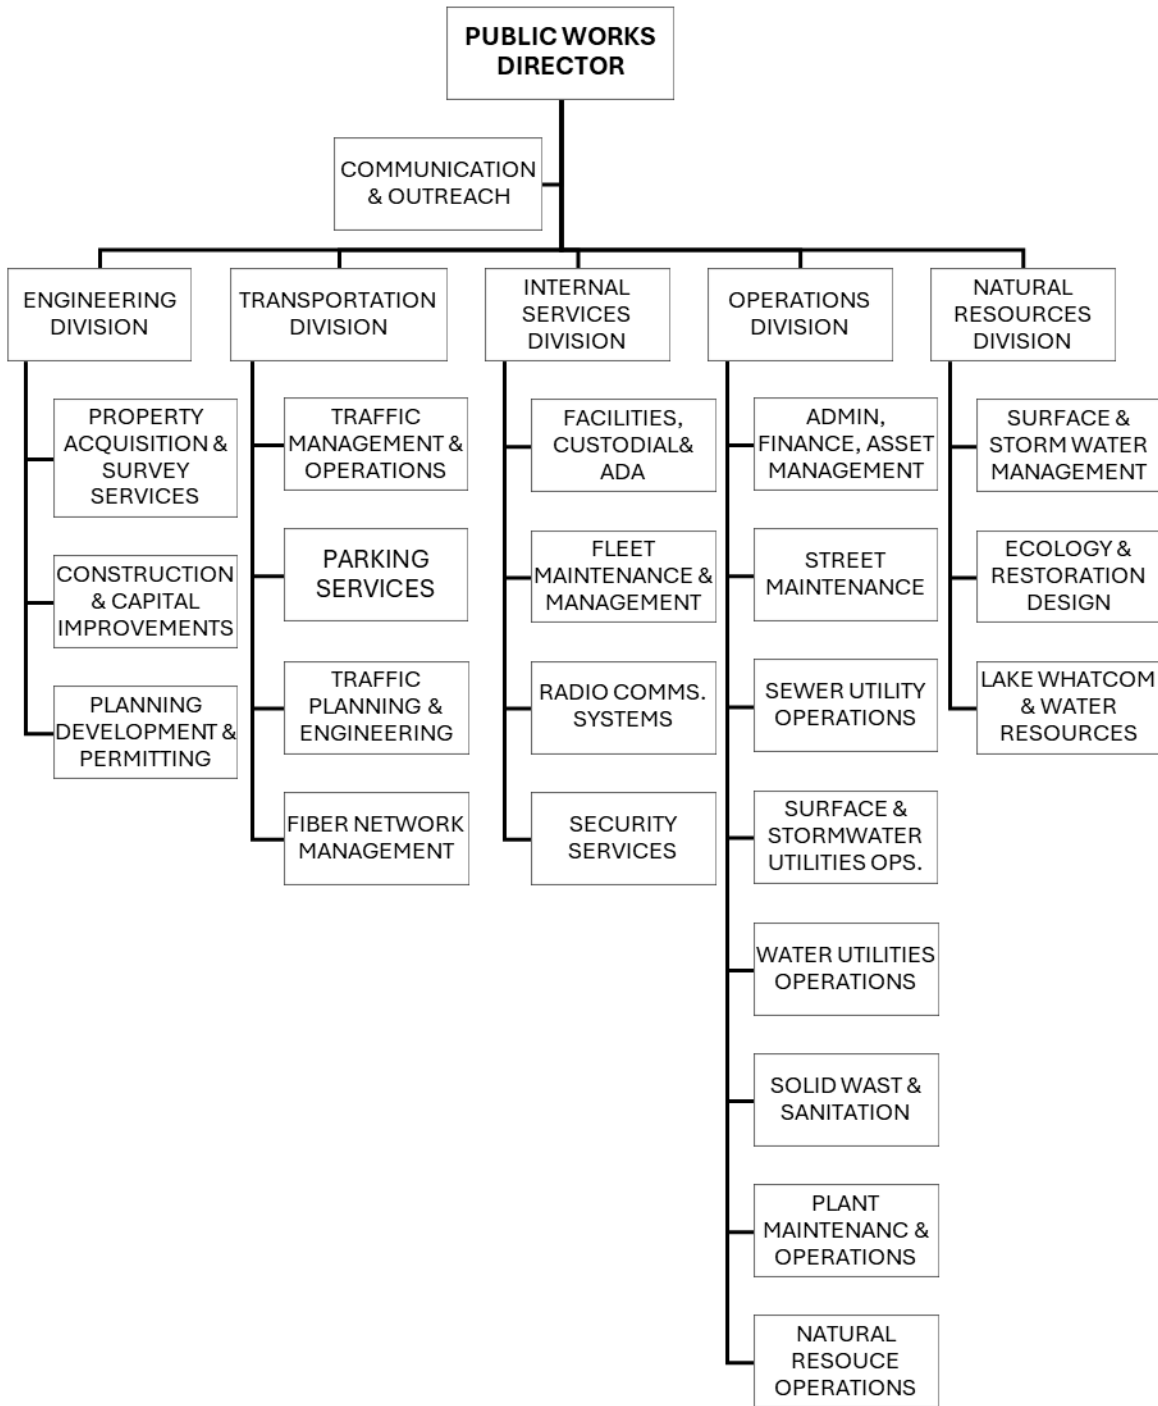 PUBLIC WORKS
DIRECTOR
COMMUNICATION
& OUTREACH
ENGINEERING
DIVISION
TRANSPORTATION
DIVISION
INTERNAL
SERVICES
DIVISION
OPERATIONS
DIVISION
NATURAL
RESOURCES
DIVISION
PROPERTY
ACQUISITION &
SURVEY
SERVICES
CONSTRUCTION
& CAPITAL
IMPROVEMENTS
PLANNING
DEVELOPMENT &
PERMITTING
TRAFFIC
MANAGEMENT &
OPERATIONS
PARKING
SERVICES
TRAFFIC
PLANNING &
ENGINEERING
FIBER NETWORK
MANAGEMENT
FACILITIES,
CUSTODIAL&
ADA
FLEET
MAINTENANCE &
MANAGEMENT
RADIO COMMS.
SYSTEMS
SECURITY
SERVICES
ADMIN,
FINANCE, ASSET
MANAGEMENT
STREET
MAINTENANCE
SEWER UTILITY
OPERATIONS
SURFACE &
STORMWATER
UTILITIES OPS.
WATER UTILITIES
OPERATIONS
SOLID WAST &
SANITATION
PLANT
MAINTENANC &
OPERATIONS
NATURAL
RESOUCE
OPERATIONS
SURFACE &
STORM WATER
MANAGEMENT
ECOLOGY &
RESTORATION
DESIGN
LAKE WHATCOM
& WATER
RESOURCES